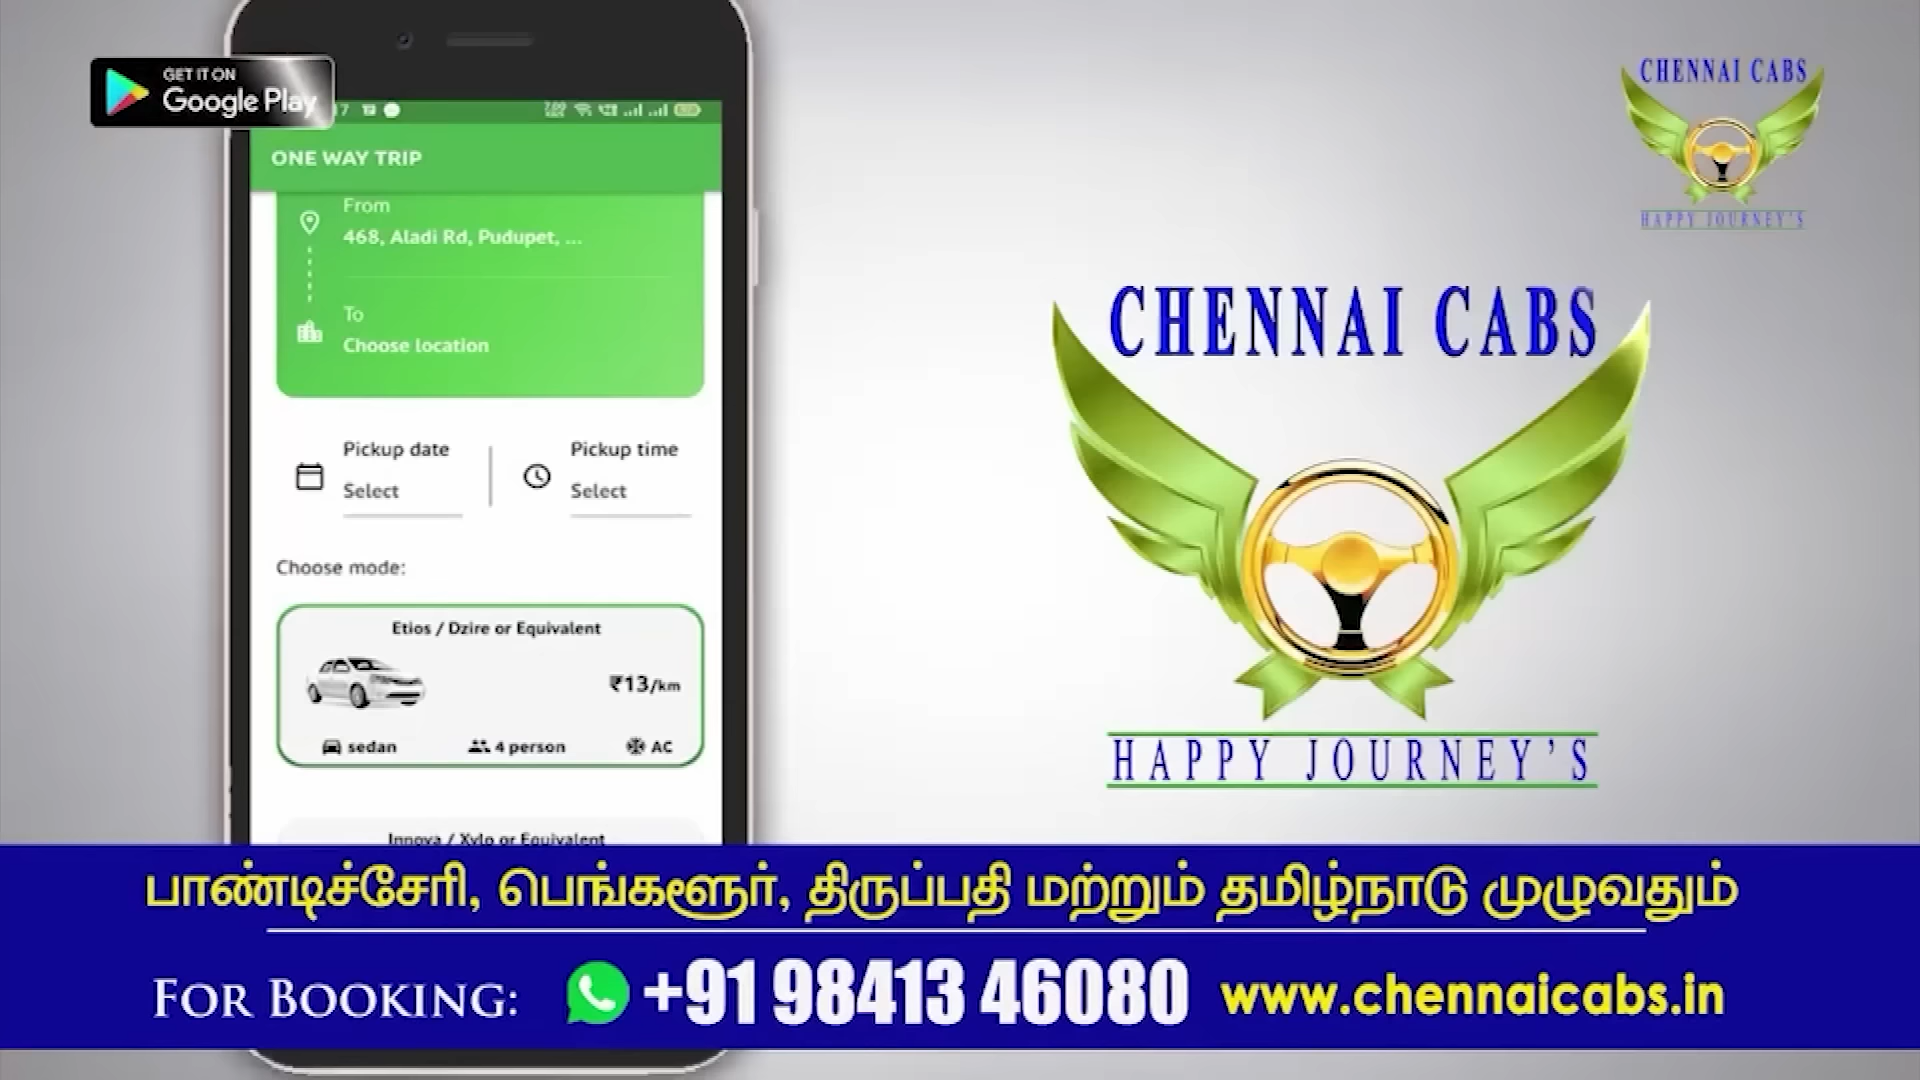 GET IT ON
Google Play
ONE WAY TRIP
From
468, Aladi Rd, Pudupet, ...
To
Choose location
Pickup date
Select
Pickup time
Select
Choose mode:
Etios / Dzire or Equivalent
₹13/km
sedan
4 person
AC
Innova / Xylo or Equivalent
CHENNAI CABS
HAPPY JOURNEY'S
CHENNAI CABS
HAPPY JOURNEY'S
பாண்டிச்சேரி, பெங்களூர், திருப்பதி மற்றும் தமிழ்நாடு முழுவதும்
FOR BOOKING: +91 98413 46080 www.chennaicabs.in